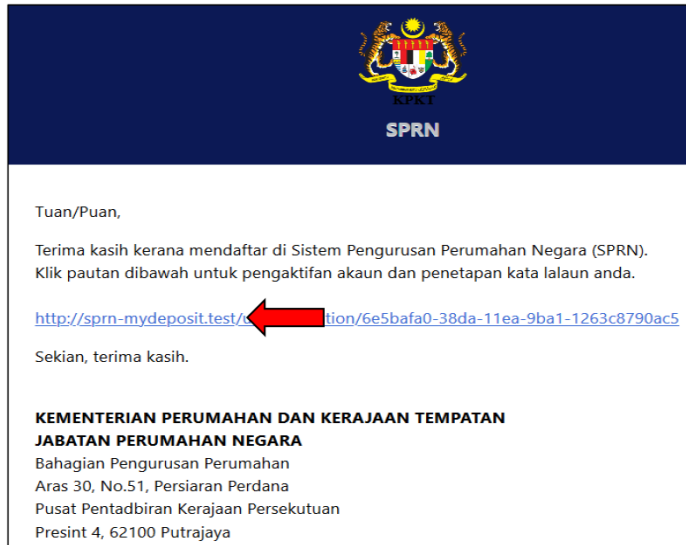 KPKT
SPRN
Tuan/Puan,
Terima kasih kerana mendaftar di Sistem Pengurusan Perumahan Negara (SPRN).
Klik pautan dibawah untuk pengaktifan akaun dan penetapan kata lalaun anda.
http://sprn-mydeposit.test/ tion/6e5bafa0-38da-11ea-9ba1-1263c8790ac5
Sekian, terima kasih.
KEMENTERIAN PERUMAHAN DAN KERAJAAN TEMPATAN
JABATAN PERUMAHAN NEGARA
Bahagian Pengurusan Perumahan
Aras 30, No.51, Persiaran Perdana
Pusat Pentadbiran Kerajaan Persekutuan
Presint 4, 62100 Putrajaya